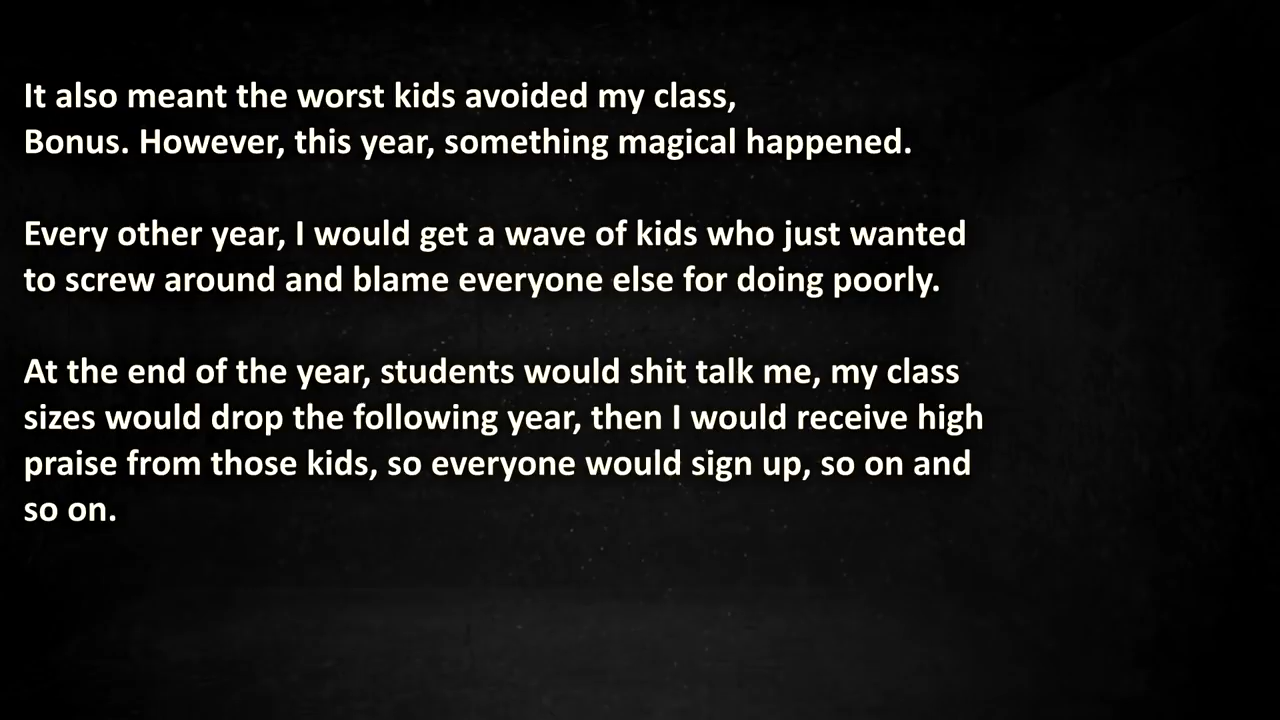 It also meant the worst kids avoided my class,
Bonus. However, this year, something magical happened.
Every other year, I would get a wave of kids who just wanted
to screw around and blame everyone else for doing poorly.
At the end of the year, students would shit talk me, my class
sizes would drop the following year, then I would receive high
praise from those kids, so everyone would sign up, so on and
so on.